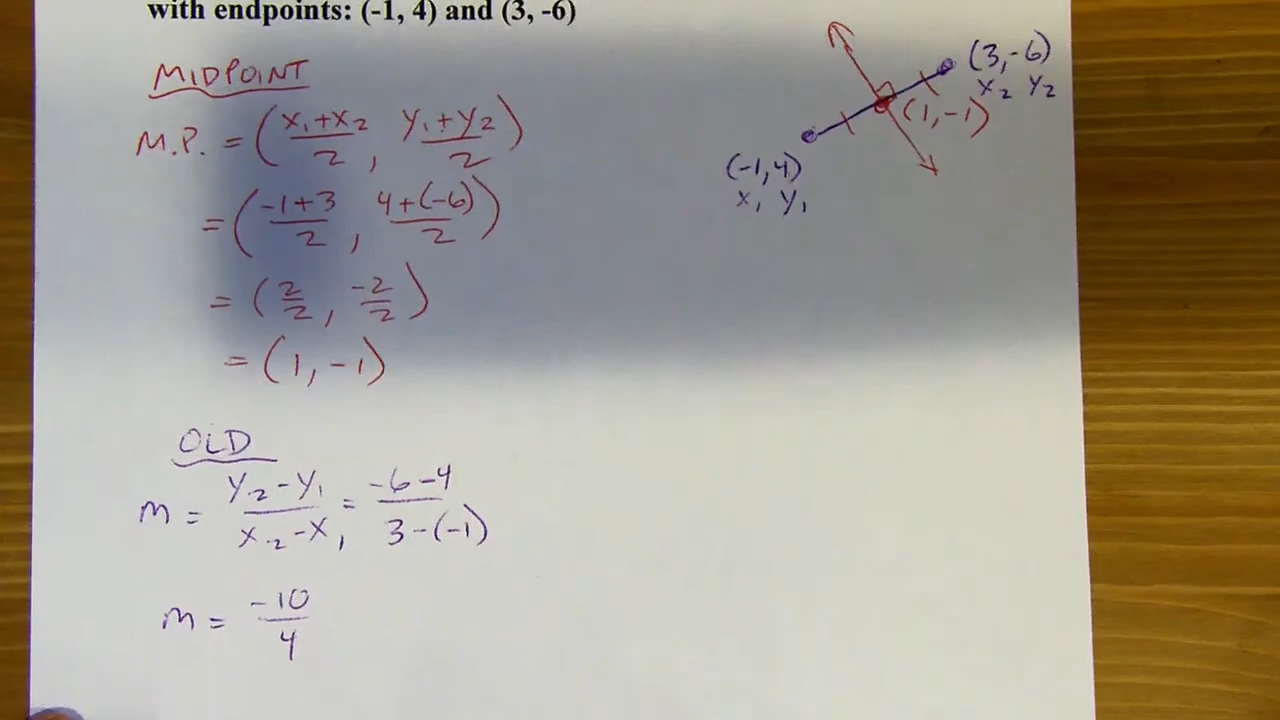 with endpoints: (-1, 4) and (3, -6)
MIDPOINT
M.P. = (x₁+x₂/2, y₁+y₂/2)
= (-1+3/2, 4+(-6)/2)
= (2/2, -2/2)
= (1, -1)
OLD
m = y₂-y₁/x₂-x₁ = -6-4/3-(-1)
m = -10/4
(3, -6)
x₂ y₂
(1, -1)
(-1, 4)
x₁ y₁